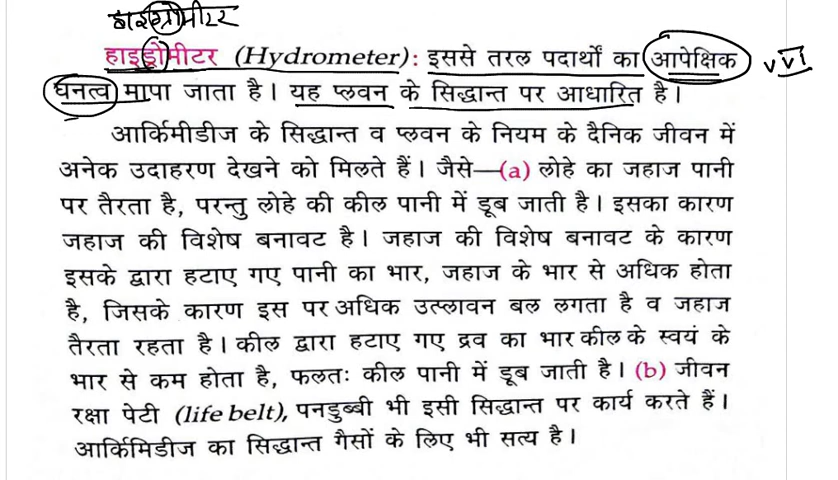 हाइग्रोमीटर
हाइड्रोमीटर (Hydrometer): इससे तरल पदार्थों का आपेक्षिक VVI
घनत्व मापा जाता है। यह प्लवन के सिद्धान्त पर आधारित है।
आर्किमीडीज के सिद्धान्त व प्लवन के नियम के दैनिक जीवन में
अनेक उदाहरण देखने को मिलते हैं। जैसे—(a) लोहे का जहाज पानी
पर तैरता है, परन्तु लोहे की कील पानी में डूब जाती है। इसका कारण
जहाज की विशेष बनावट है। जहाज की विशेष बनावट के कारण
इसके द्वारा हटाए गए पानी का भार, जहाज के भार से अधिक होता
है, जिसके कारण इस पर अधिक उत्प्लावन बल लगता है व जहाज
तैरता रहता है। कील द्वारा हटाए गए द्रव का भार कील के स्वयं के
भार से कम होता है, फलतः कील पानी में डूब जाती है। (b) जीवन
रक्षा पेटी (life belt), पनडुब्बी भी इसी सिद्धान्त पर कार्य करते हैं।
आर्किमिडीज का सिद्धान्त गैसों के लिए भी सत्य है।